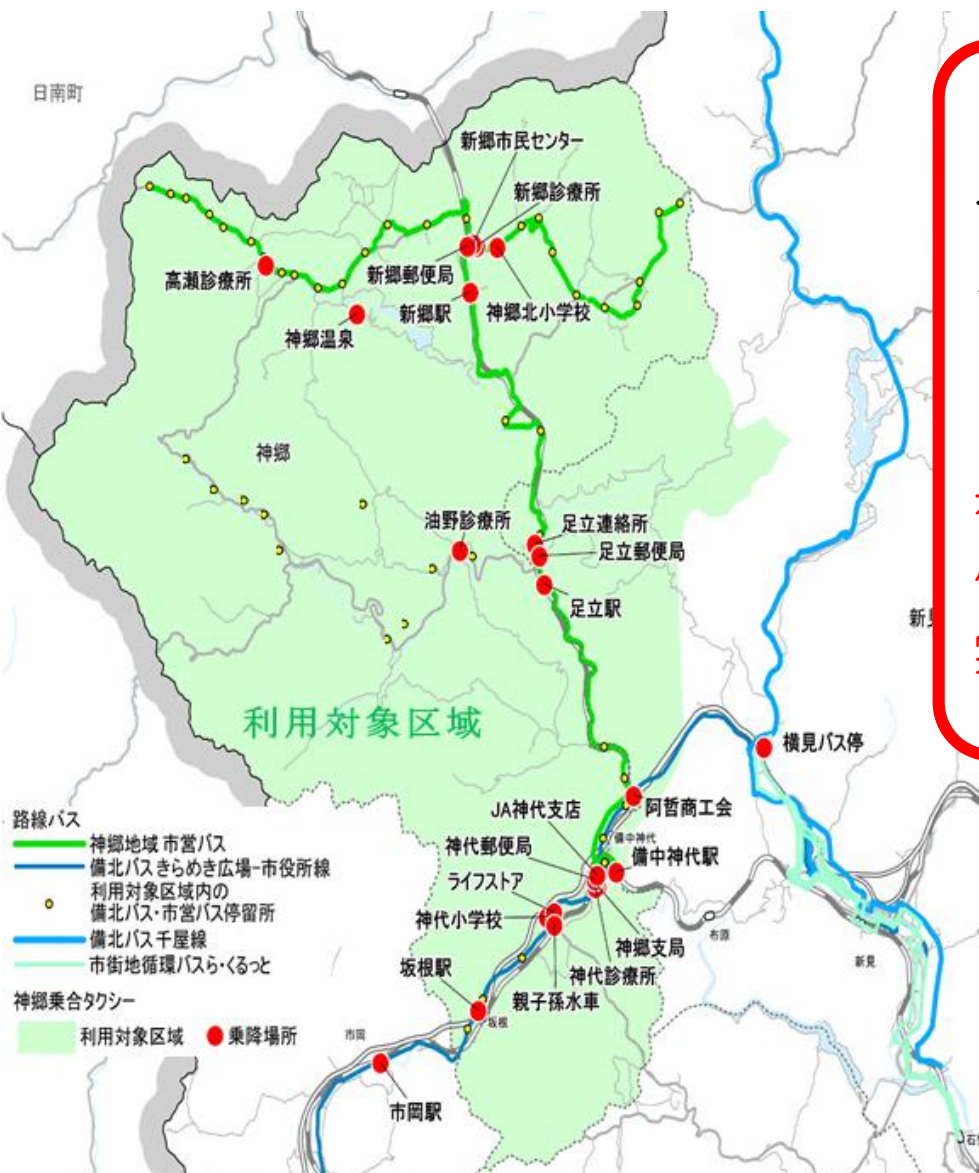 日南町
新郷市民センター
新郷診療所
高瀬診療所
新郷郵便局
新郷駅
神郷北小学校
神郷温泉
神郷
油野診療所
足立連絡所
足立郵便局
足立駅
新見
利用対象区域
横見バス停
JA神代支店
阿哲商工会
備中神代
神代郵便局
備中神代駅
ライフストア
神代小学校
布原
神郷支局
新見
坂根駅
神代診療所
親子孫水車
坂根
市岡
市岡駅
路線バス
神郷地域 市営バス
備北バスきらめき広場-市役所線
利用対象区域内の
備北バス・市営バス停留所
備北バス千屋線
市街地循環バスら・くるっと
神郷乗合タクシー
利用対象区域
乗降場所